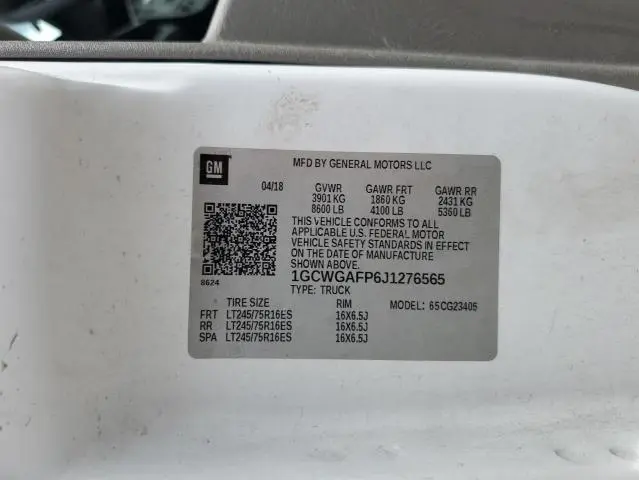 GM
MFD BY GENERAL MOTORS LLC
04/18 GVWR GAWR FRT GAWR RR
3901 KG 1860 KG 2431 KG
8600 LB 4100 LB 5360 LB
THIS VEHICLE CONFORMS TO ALL
APPLICABLE U.S. FEDERAL MOTOR
VEHICLE SAFETY STANDARDS IN EFFECT
ON THE DATE OF MANUFACTURE
SHOWN ABOVE.
1GCWGAFP6J1276565
8624
TYPE: TRUCK
TIRE SIZE RIM MODEL: 65CG23405
FRT LT245/75R16ES 16X6.5J
RR LT245/75R16ES 16X6.5J
SPA LT245/75R16ES 16X6.5J